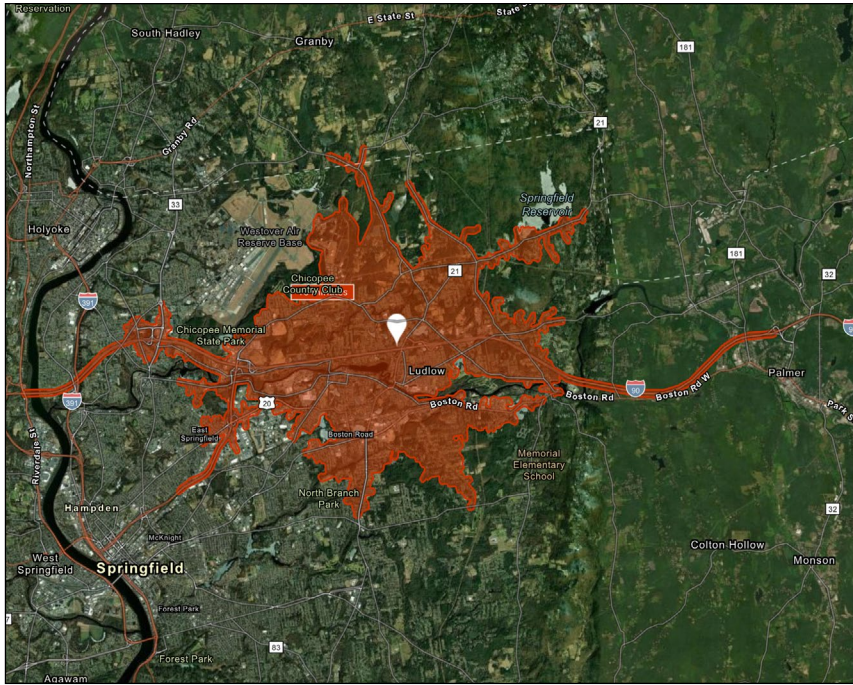 Reservation
South Hadley
E State St
State S
Granby
181
Northampton St
Granby Rd
21
33
Springfield
Reservoir
Holyoke
Westover Air
Reserve Base
181
21
32
Chicopee
Country Club
391
Chicopee Memorial
State Park
Ludlow
Palmer
90
Boston Rd
Boston Rd W
391
20
Boston Rd
Park S
Riverdale St
East
Springfield
Boston Road
Memorial
Elementary
School
North Branch
Park
Hampden
32
McKnight
Colton Hollow
West
Springfield
Springfield
Monson
Forest Park
7
83
Forest Park
Agawam